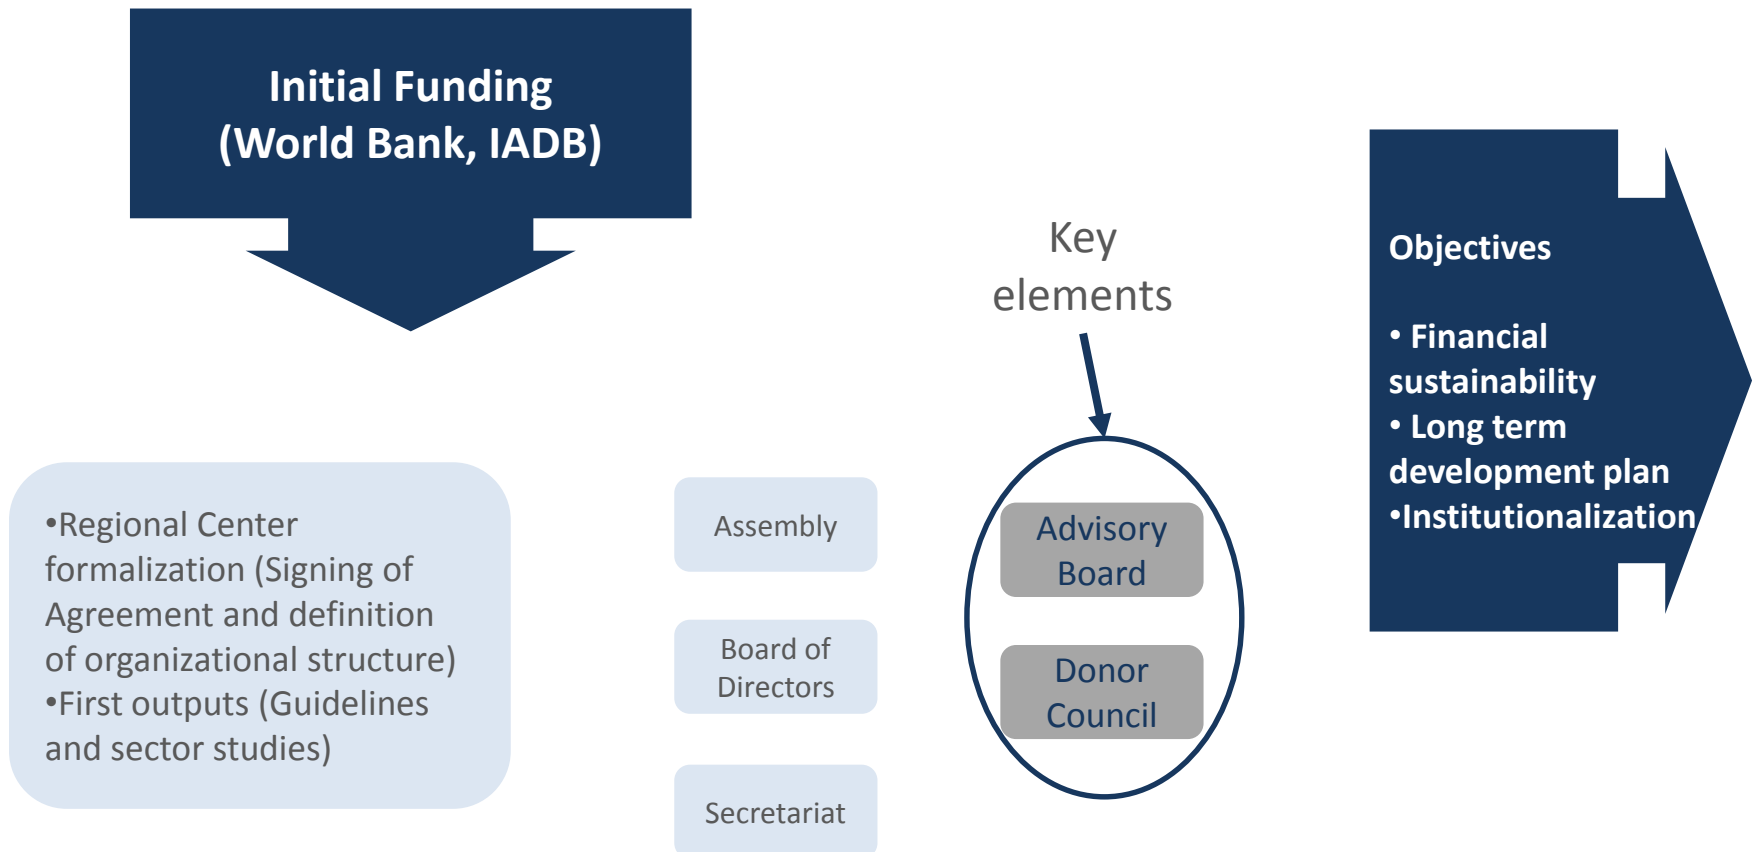 Initial Funding
(World Bank, IADB)
•Regional Center
formalization (Signing of
Agreement and definition
of organizational structure)
•First outputs (Guidelines
and sector studies)
Assembly
Board of
Directors
Secretariat
Key
elements
Advisory
Board
Donor
Council
Objectives
• Financial
sustainability
• Long term
development plan
•Institutionalization